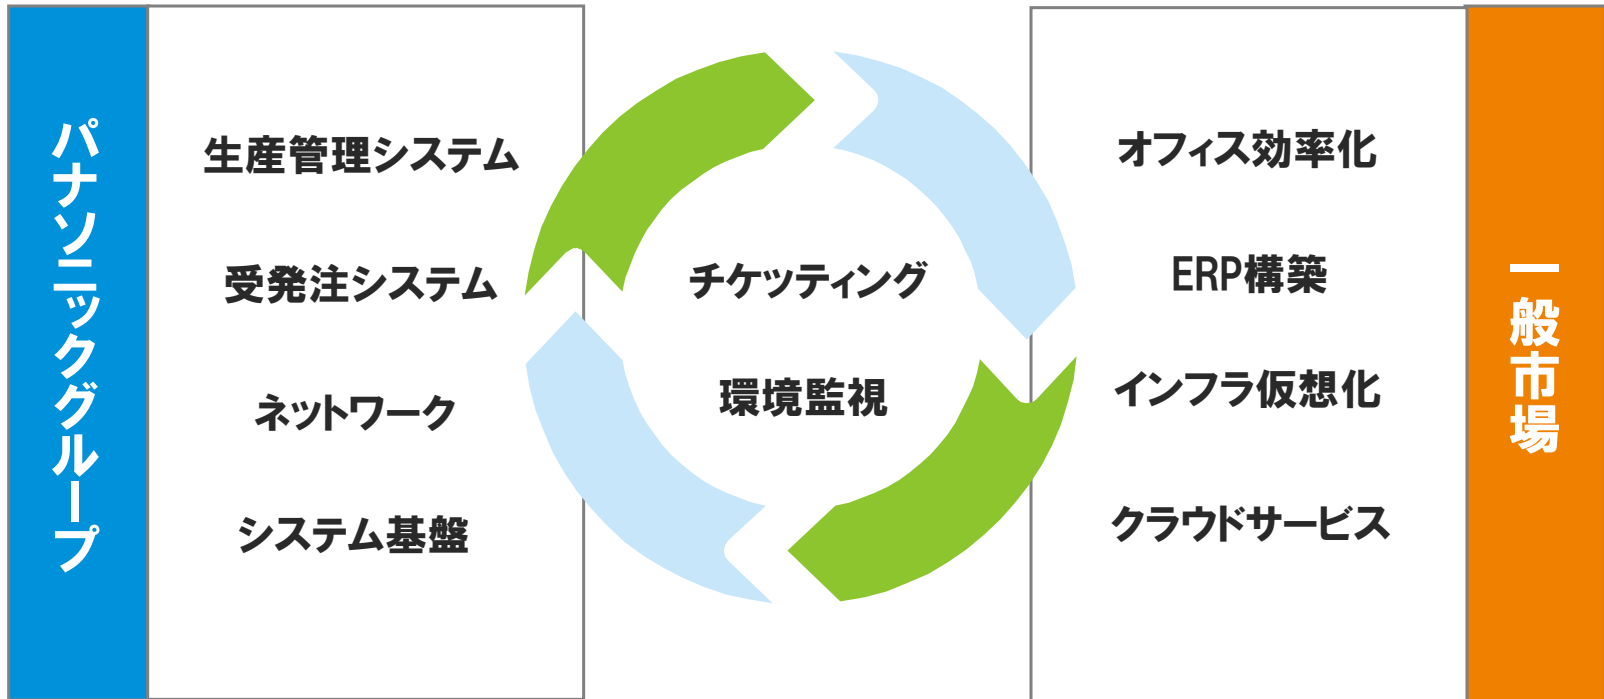 パナソニックグループ
生産管理システム
受発注システム
ネットワーク
システム基盤
チケッティング
環境監視
オフィス効率化
ERP構築
インフラ仮想化
クラウドサービス
一般市場